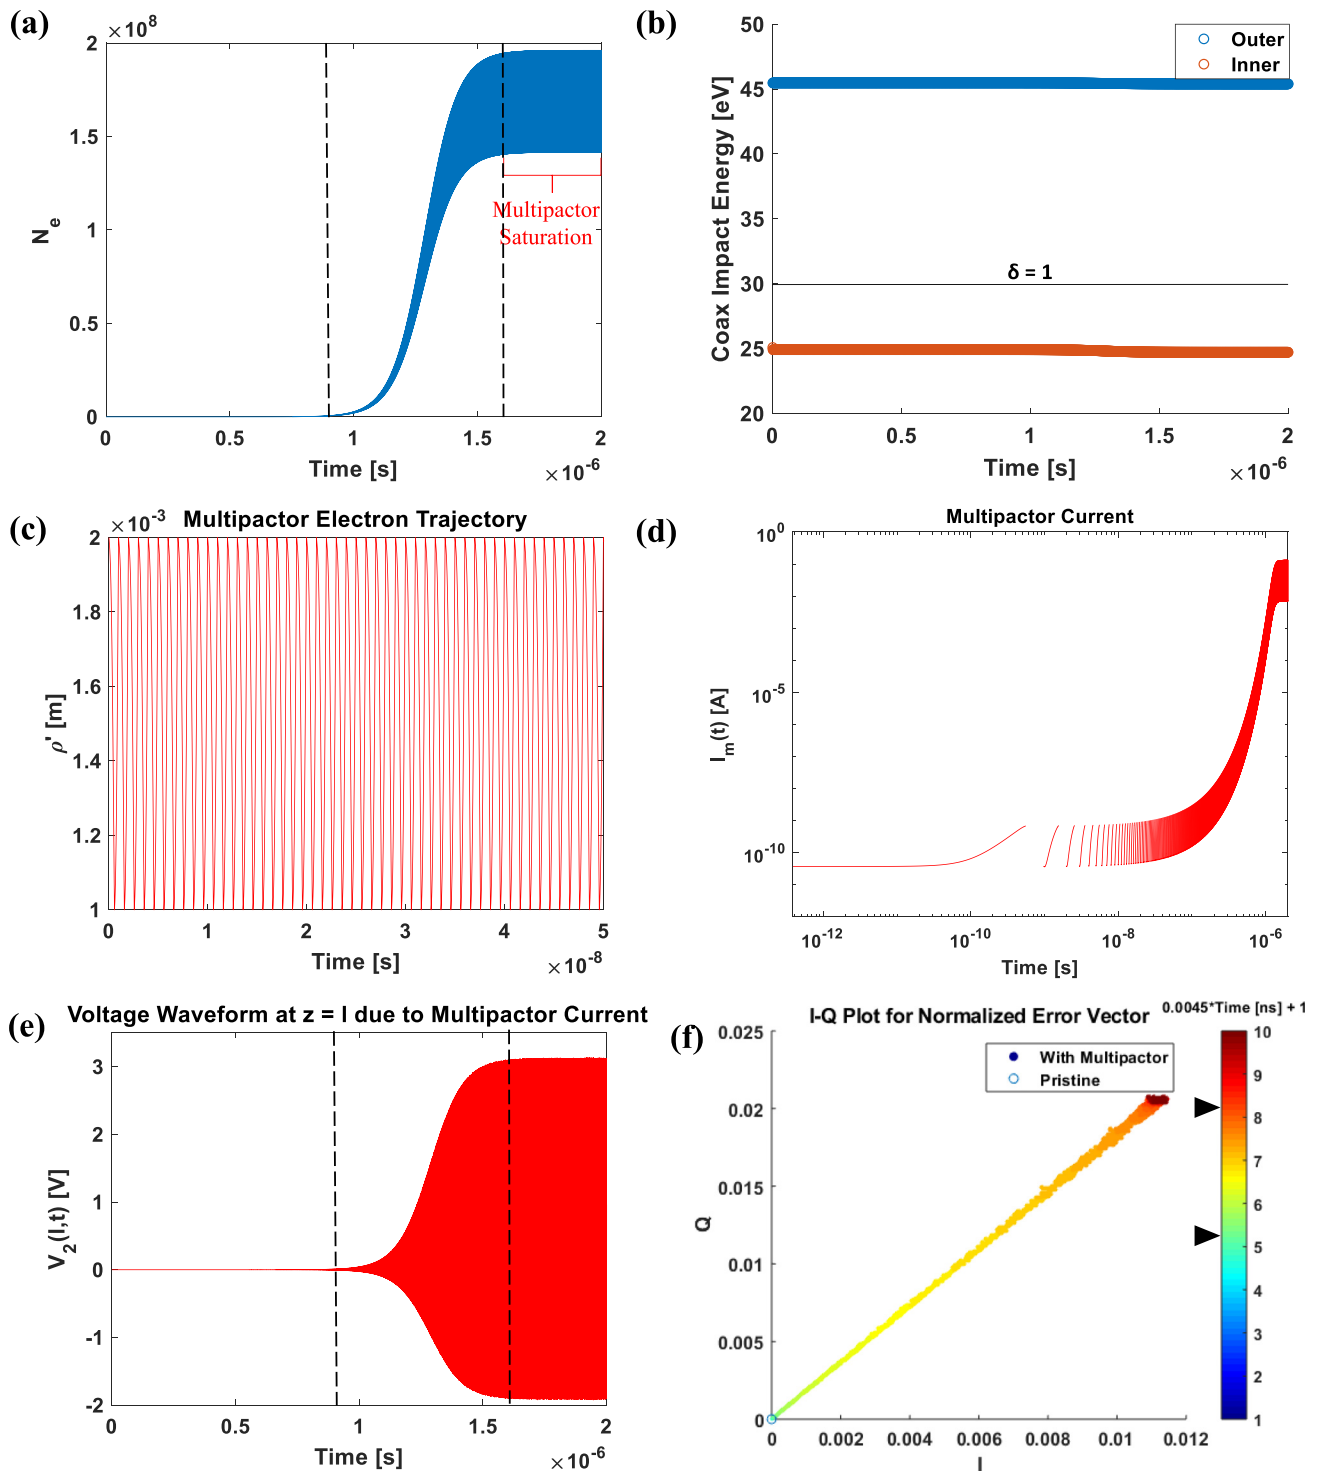 (a)
×10^8
2
1.5
1
0.5
0
N_e
Multipactor
Saturation
0 0.5 1 1.5 2
Time [s]
×10^-6
(b)
50
45
40
35
30
25
20
Coax Impact Energy [eV]
Outer
Inner
δ = 1
0 0.5 1 1.5 2
Time [s]
×10^-6
(c)
×10^-3
Multipactor Electron Trajectory
2
1.8
1.6
1.4
1.2
1
ρ' [m]
0 1 2 3 4 5
Time [s]
×10^-8
(d)
Multipactor Current
10^0
10^-5
10^-10
I_m(t) [A]
10^-12 10^-10 10^-8 10^-6
Time [s]
(e)
Voltage Waveform at z = l due to Multipactor Current
3
2
1
0
-1
-2
V_2(l,t) [V]
0 0.5 1 1.5 2
Time [s]
×10^-6
(f)
I-Q Plot for Normalized Error Vector
0.0045*Time [ns] + 1
0.025
0.02
0.015
0.01
0.005
0
Q
With Multipactor
Pristine
0 0.002 0.004 0.006 0.008 0.01 0.012
I
10
9
8
7
6
5
4
3
2
1